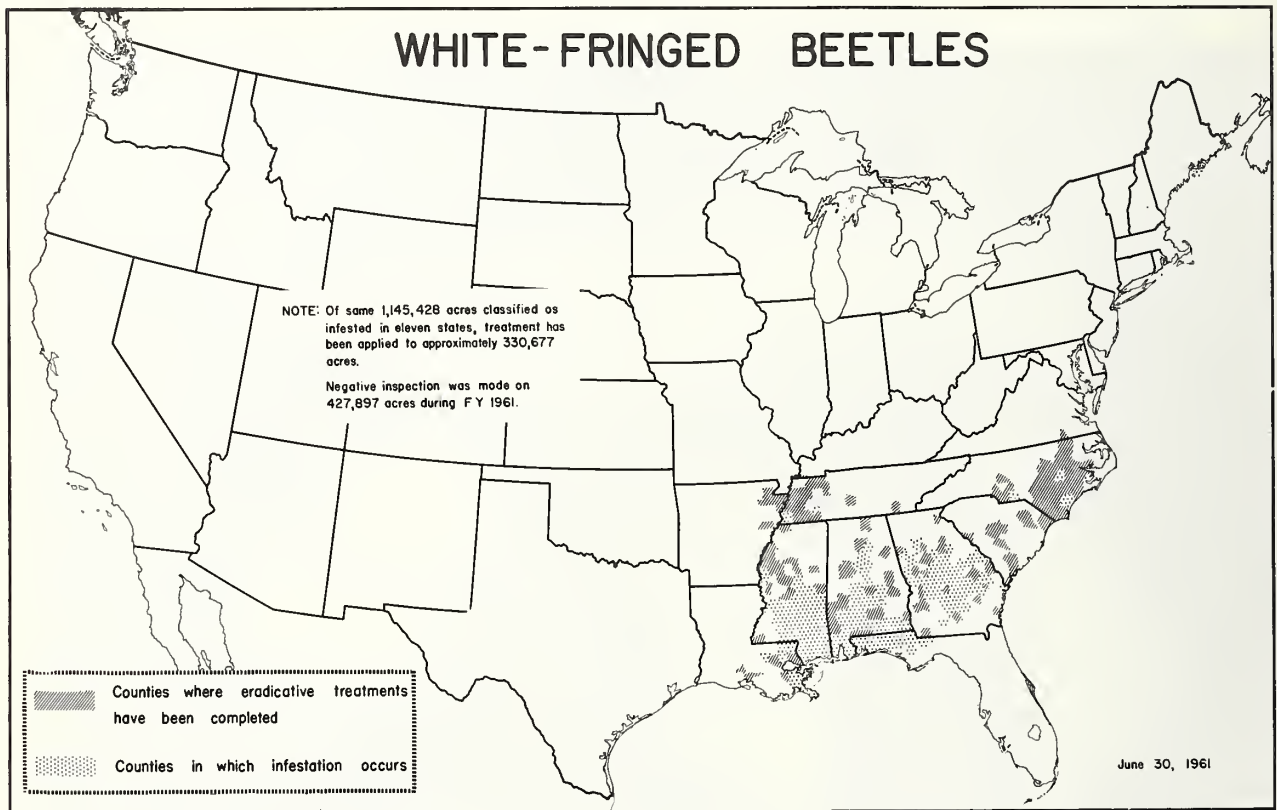 WHITE-FRINGED BEETLES
NOTE: Of same 1,145,428 acres classified as
infested in eleven states, treatment has
been applied to approximately 330,677
acres.
Negative inspection was made on
427,897 acres during FY 1961.
Counties where eradicative treatments
have been completed
Counties in which infestation occurs
June 30, 1961